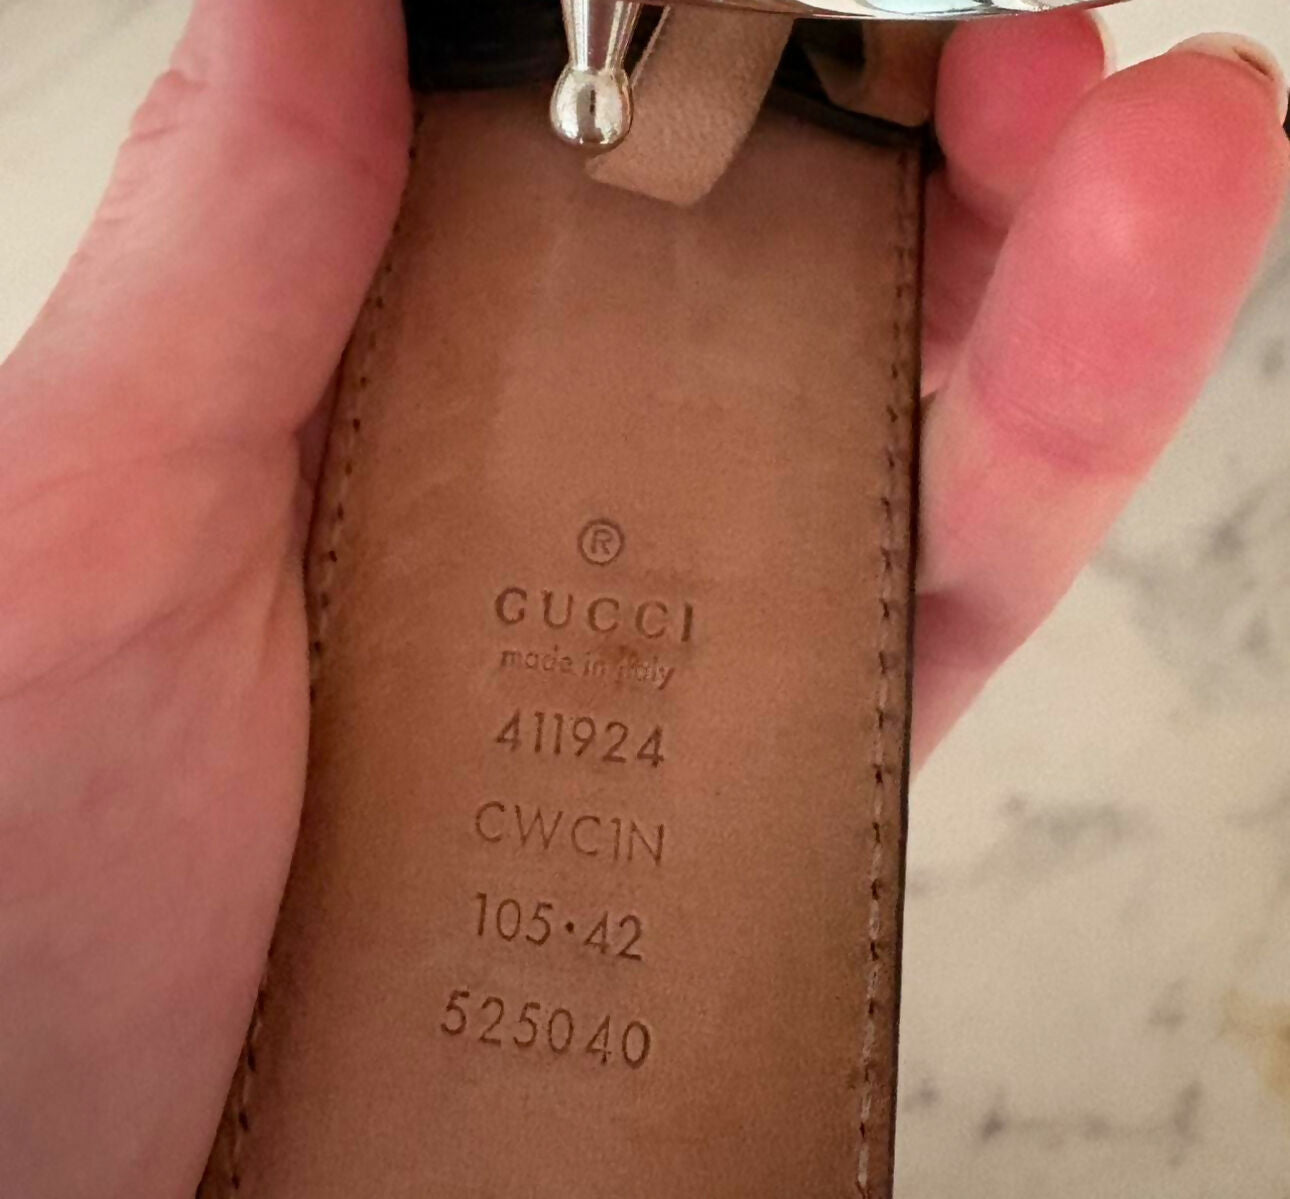 ®
GUCCI
made in italy
411924
CWC1N
105·42
525040